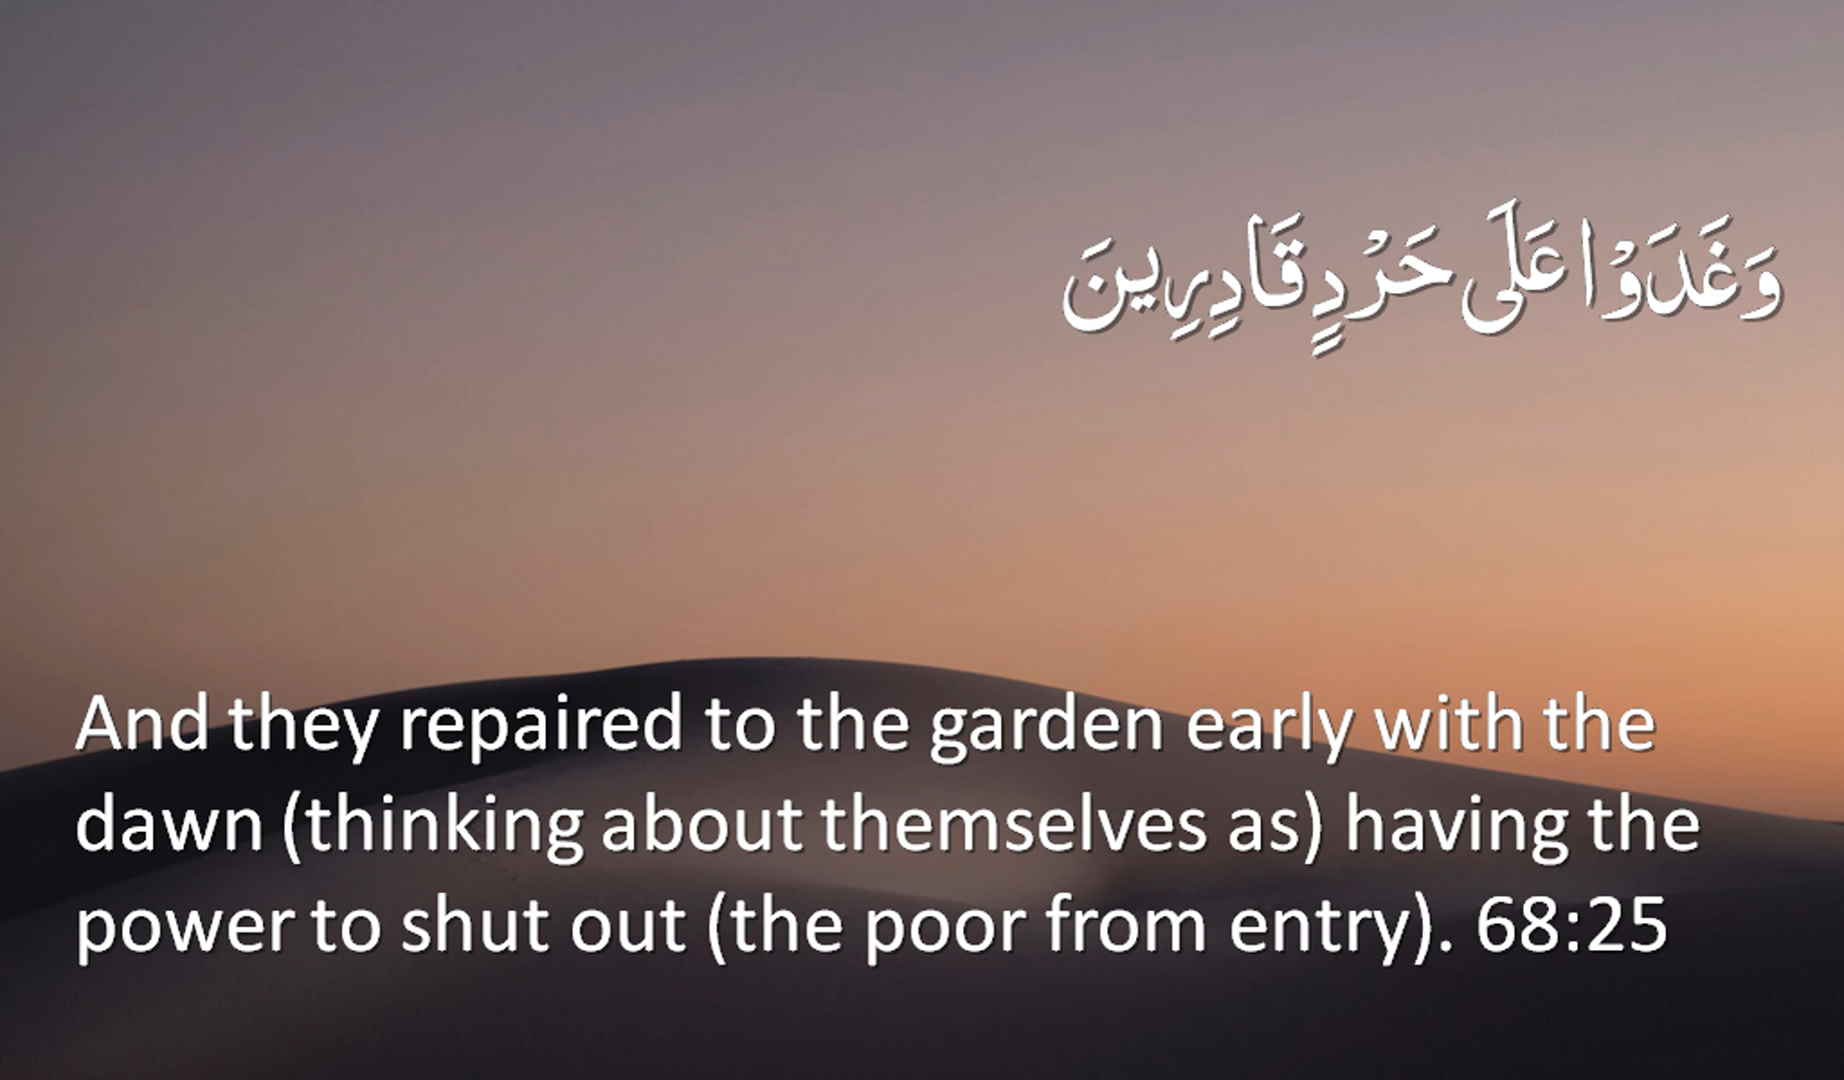 وَغَدَوْا عَلَى حَرْدٍ قَادِرِينَ
And they repaired to the garden early with the
dawn (thinking about themselves as) having the
power to shut out (the poor from entry). 68:25